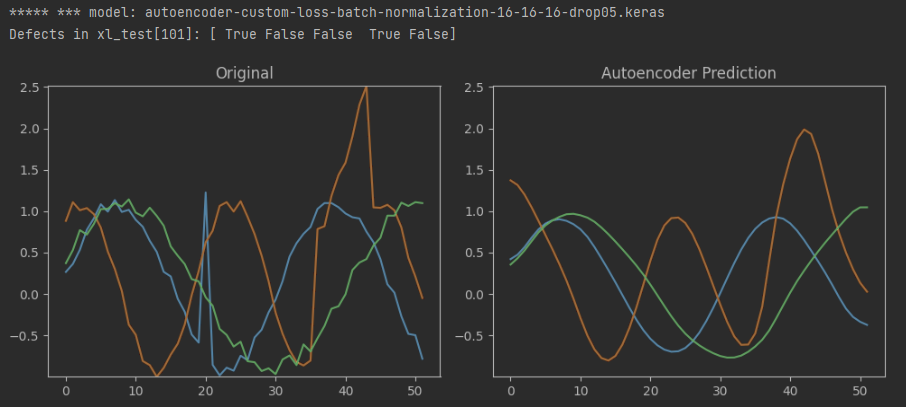 ***** *** model: autoencoder-custom-loss-batch-normalization-16-16-16-drop05.keras
Defects in xl_test[101]: [ True False False  True False]
Original
Autoencoder Prediction
2.5
2.0
1.5
1.0
0.5
0.0
−0.5
0 10 20 30 40 50
2.5
2.0
1.5
1.0
0.5
0.0
−0.5
0 10 20 30 40 50